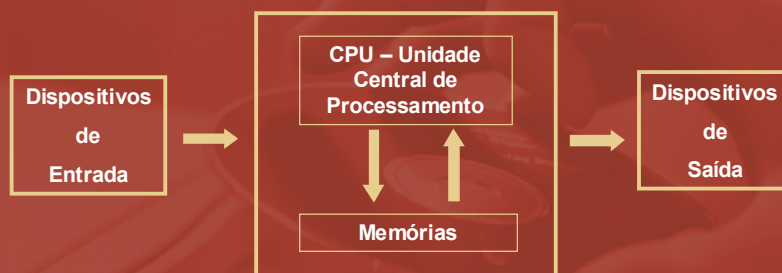 Dispositivos
de
Entrada
CPU – Unidade
Central de
Processamento
Memórias
Dispositivos
de
Saída